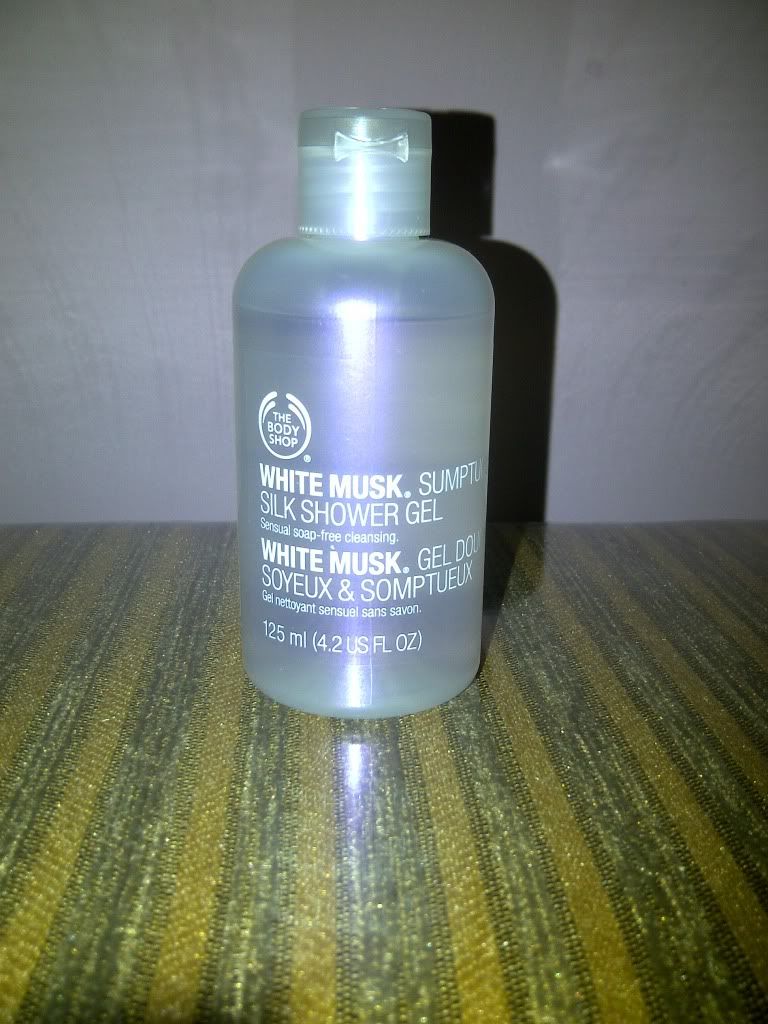 THE
BODY
SHOP
®
WHITE MUSK. SUMPTU
SILK SHOWER GEL
Sensual soap-free cleansing.
WHITE MUSK. GEL DOU
SOYEUX & SOMPTUEUX
Gel nettoyant sensuel sans savon.
125 ml (4.2 US FL OZ)